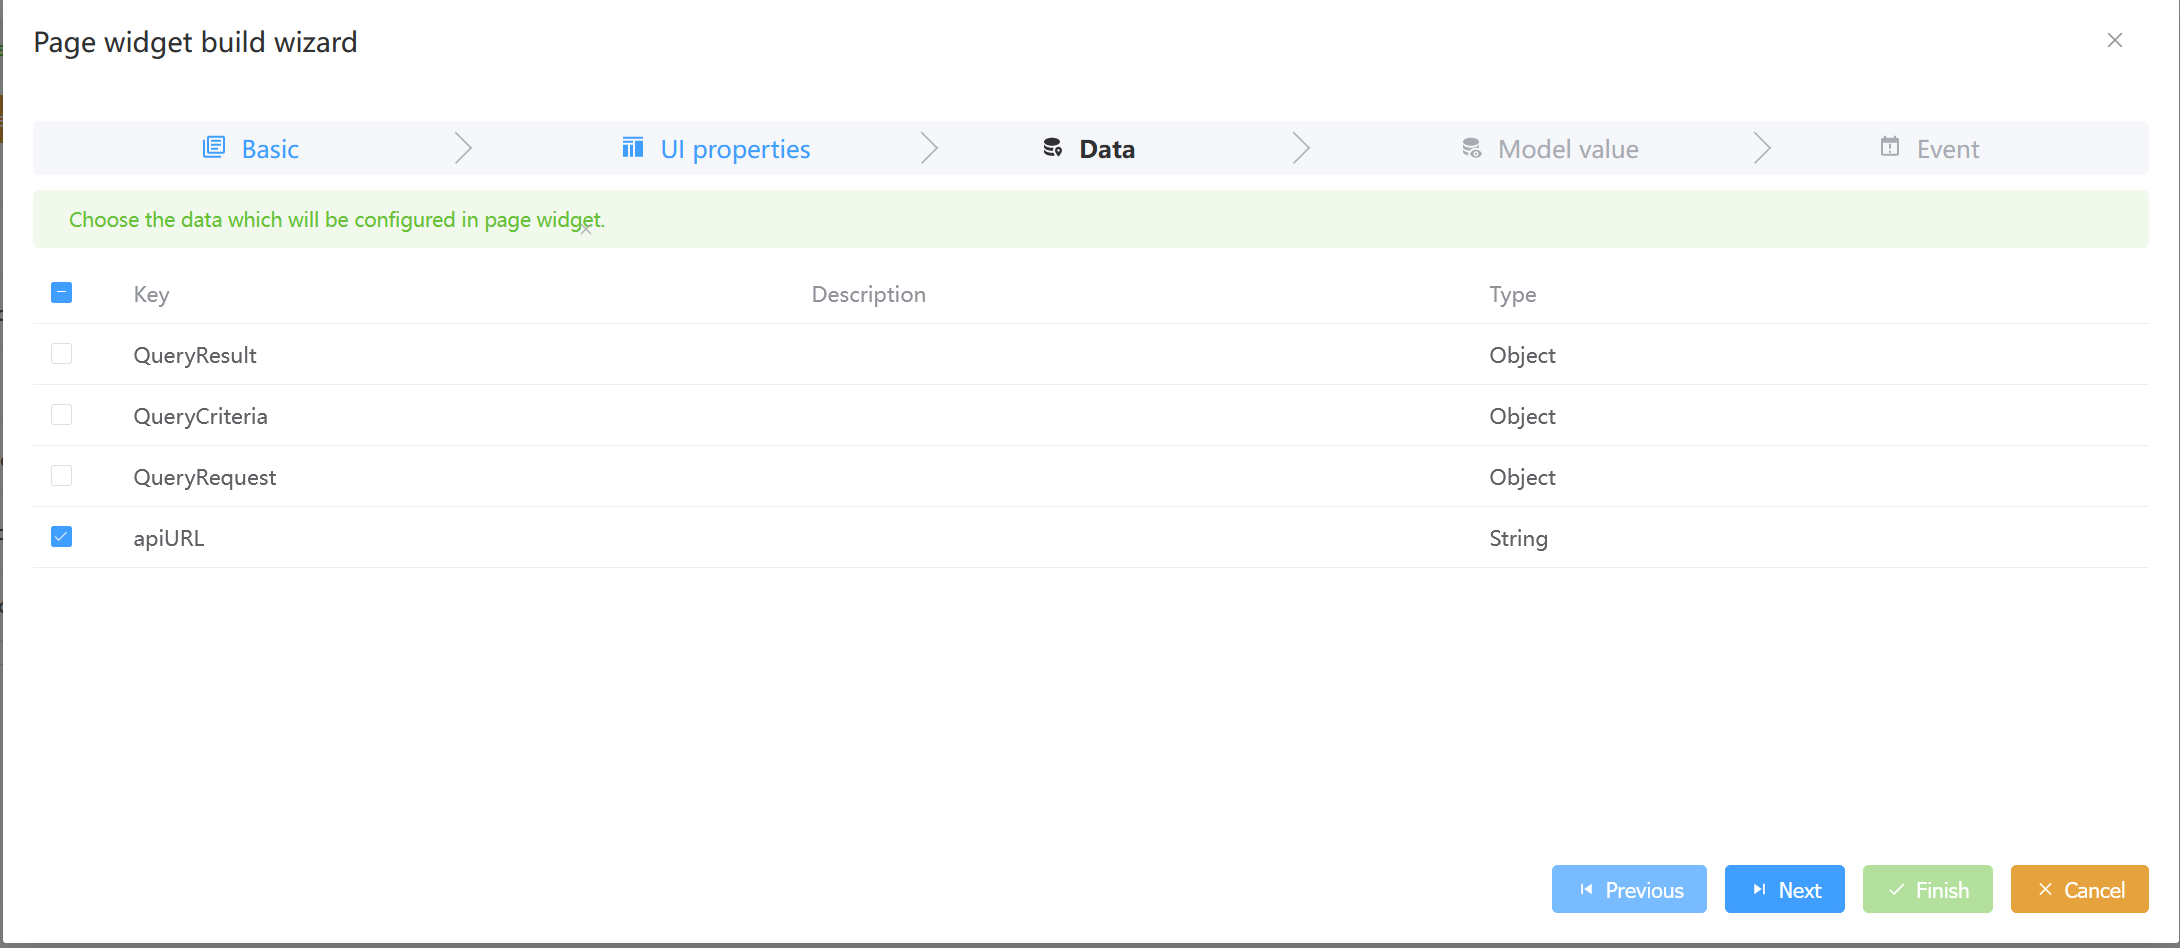 Page widget build wizard
Basic
UI properties
Data
Model value
Event
Choose the data which will be configured in page widget.
Key Description Type
QueryResult Object
QueryCriteria Object
QueryRequest Object
apiURL String
Previous Next Finish Cancel